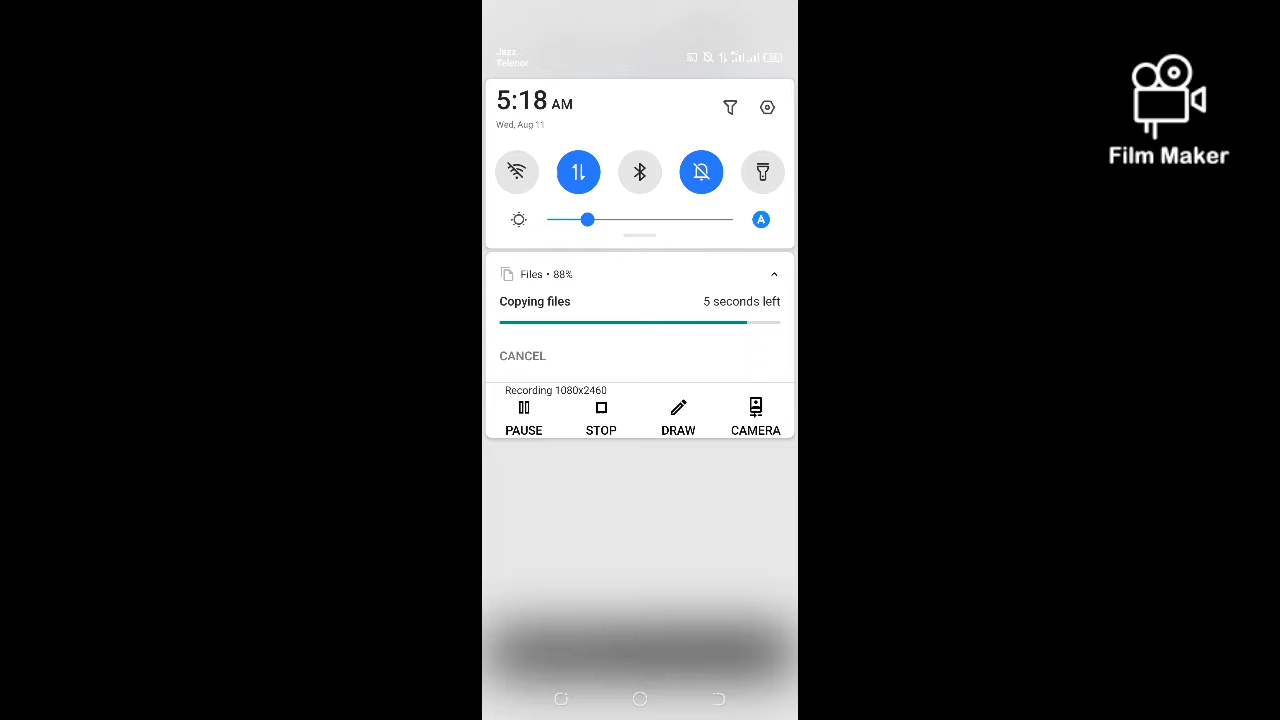 Jazz
Telenor
5:18 AM
Wed, Aug 11
A
Files • 88%
Copying files
5 seconds left
CANCEL
Recording 1080x2460
PAUSE
STOP
DRAW
CAMERA
Film Maker